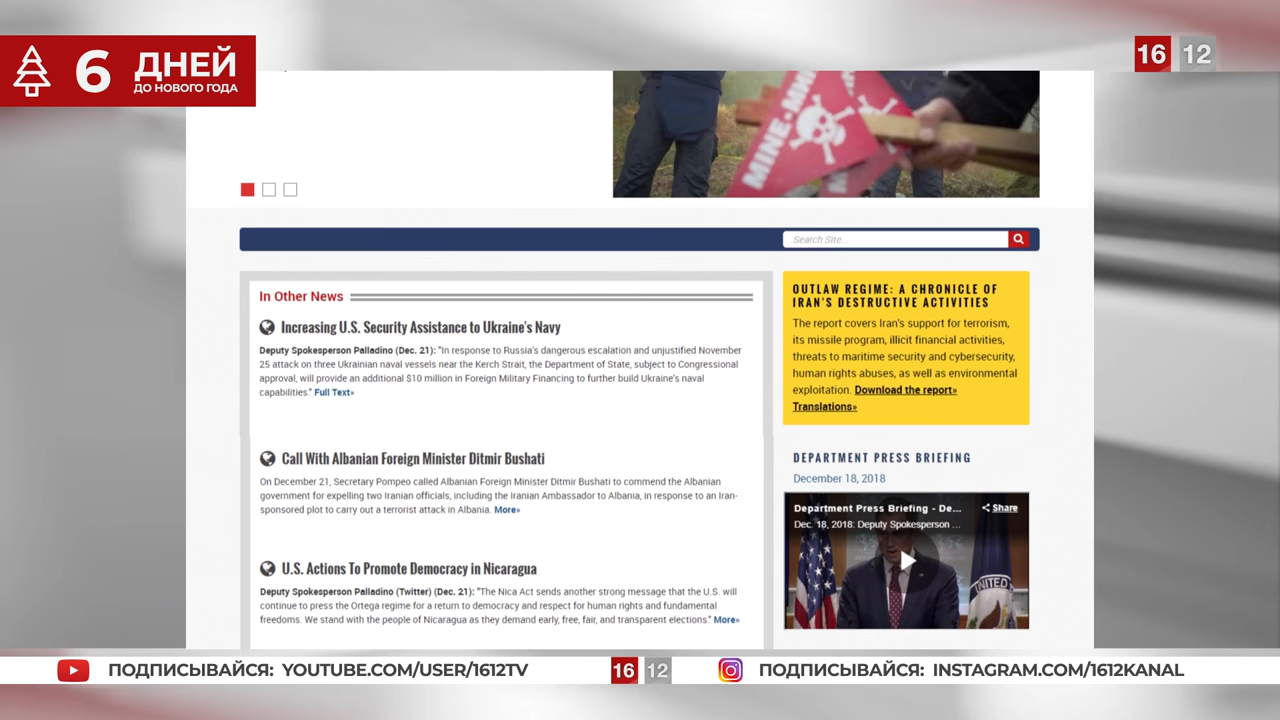 6 ДНЕЙ
ДО НОВОГО ГОДА
16 12
MINE-MI
Search Site...
In Other News
Increasing U.S. Security Assistance to Ukraine's Navy
Deputy Spokesperson Palladino (Dec. 21): "In response to Russia's dangerous escalation and unjustified November
25 attack on three Ukrainian naval vessels near the Kerch Strait, the Department of State, subject to Congressional
approval, will provide an additional $10 million in Foreign Military Financing to further build Ukraine's naval
capabilities." Full Text»
Call With Albanian Foreign Minister Ditmir Bushati
On December 21, Secretary Pompeo called Albanian Foreign Minister Ditmir Bushati to commend the Albanian
government for expelling two Iranian officials, including the Iranian Ambassador to Albania, in response to an Iran-
sponsored plot to carry out a terrorist attack in Albania. More»
U.S. Actions To Promote Democracy in Nicaragua
Deputy Spokesperson Palladino (Twitter) (Dec. 21): "The Nica Act sends another strong message that the U.S. will
continue to press the Ortega regime for a return to democracy and respect for human rights and fundamental
freedoms. We stand with the people of Nicaragua as they demand early, free, fair, and transparent elections." More»
OUTLAW REGIME: A CHRONICLE OF
IRAN'S DESTRUCTIVE ACTIVITIES
The report covers Iran's support for terrorism,
its missile program, illicit financial activities,
threats to maritime security and cybersecurity,
human rights abuses, as well as environmental
exploitation. Download the report»
Translations»
DEPARTMENT PRESS BRIEFING
December 18, 2018
Department Press Briefing - De... Share
Dec. 18, 2018: Deputy Spokesperson ...
UNITED
ПОДПИСЫВАЙСЯ: YOUTUBE.COM/USER/1612TV
16 12
ПОДПИСЫВАЙСЯ: INSTAGRAM.COM/1612KANAL